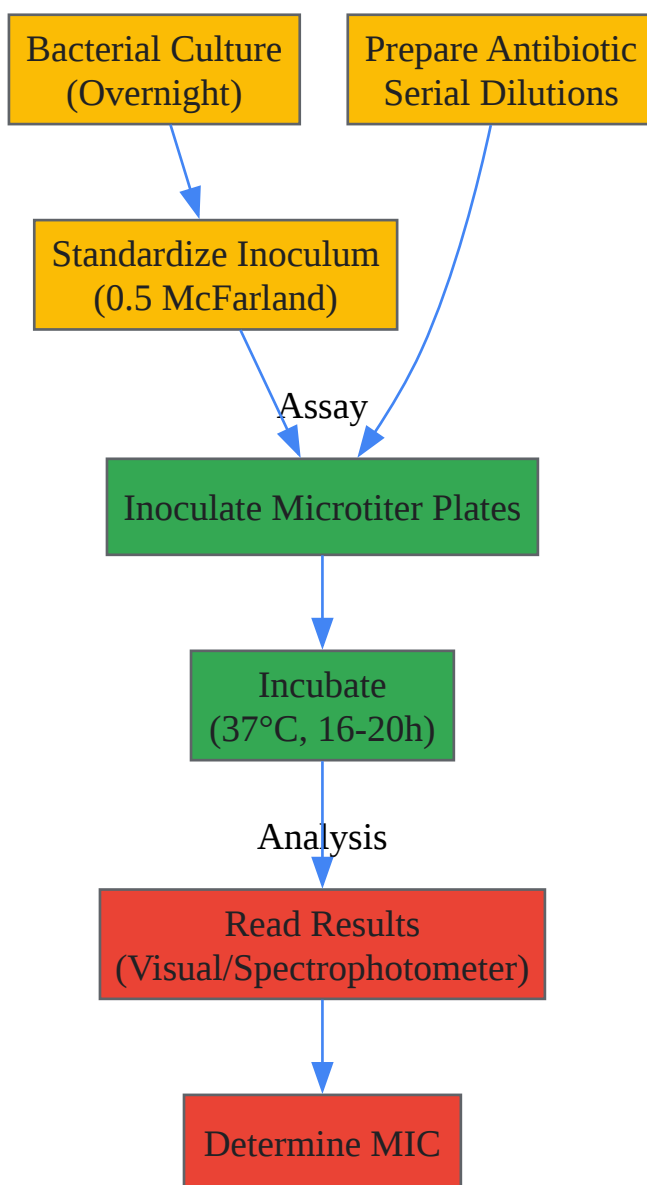 Bacterial Culture
(Overnight)
Prepare Antibiotic
Serial Dilutions
Standardize Inoculum
(0.5 McFarland)
Assay
Inoculate Microtiter Plates
Incubate
(37°C, 16-20h)
Analysis
Read Results
(Visual/Spectrophotometer)
Determine MIC